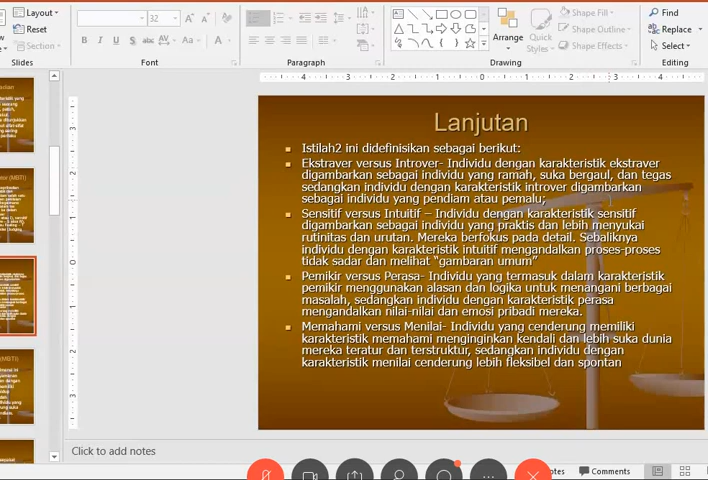 Layout
32
Shape Fill
Find
Reset
B I U S abc AV Aa A
Shape Outline
Replace
Section
Arrange
Quick
Styles
Shape Effects
Select
Slides
Font
Paragraph
Drawing
Editing
Lanjutan
Istilah2 ini didefinisikan sebagai berikut:
Ekstraver versus Introver- Individu dengan karakteristik ekstraver
digambarkan sebagai individu yang ramah, suka bergaul, dan tegas
sedangkan individu dengan karakteristik introver digambarkan
sebagai individu yang pendiam atau pemalu;
Sensitif versus Intuitif – Individu dengan karakteristik sensitif
digambarkan sebagai individu yang praktis dan lebih menyukai
rutinitas dan urutan. Mereka berfokus pada detail. Sebaliknya
individu dengan karakteristik intuitif mengandalkan proses-proses
tidak sadar dan melihat “gambaran umum”
Pemikir versus Perasa- Individu yang termasuk dalam karakteristik
pemikir menggunakan alasan dan logika untuk menangani berbagai
masalah, sedangkan individu dengan karakteristik perasa
mengandalkan nilai-nilai dan emosi pribadi mereka.
Memahami versus Menilai- Individu yang cenderung memiliki
karakteristik memahami menginginkan kendali dan lebih suka dunia
mereka teratur dan terstruktur, sedangkan individu dengan
karakteristik menilai cenderung lebih fleksibel dan spontan
Click to add notes
otes
Comments